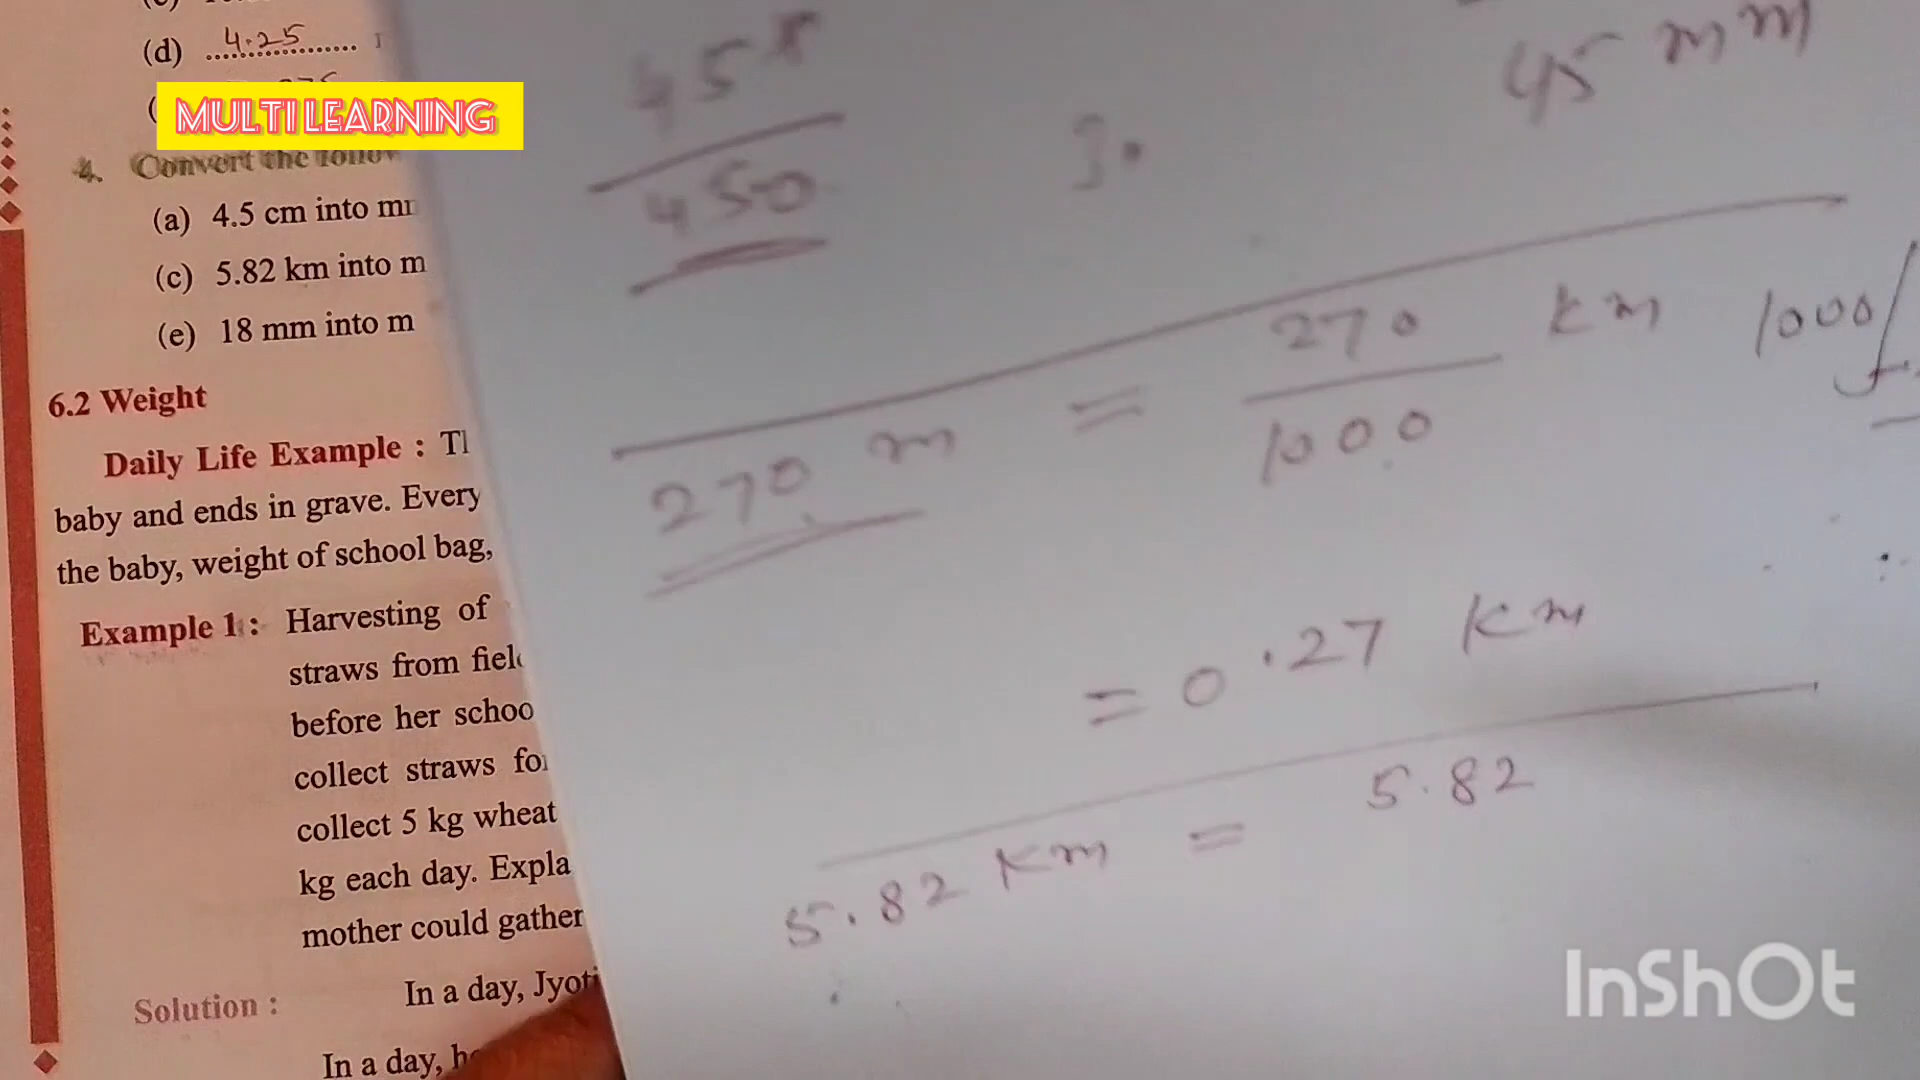 (d) 4.25
MULTI LEARNING
4. Convert the follow
(a) 4.5 cm into
(c) 5.82 km into m
(e) 18 mm into m
6.2 Weight
Daily Life Example :
baby and ends in grave. Every
the baby, weight of school bag,
Example 1 : Harvesting of
straws from
before her schoo
collect straws
collect 5 kg wheat
kg each day. Expla
mother could gather
Solution : In a day, Jyoti
In a day,
45
450
45 mm
270 m = 270/1000 km
1000
= 0.27 km
5.82 km = 5.82
InShOt